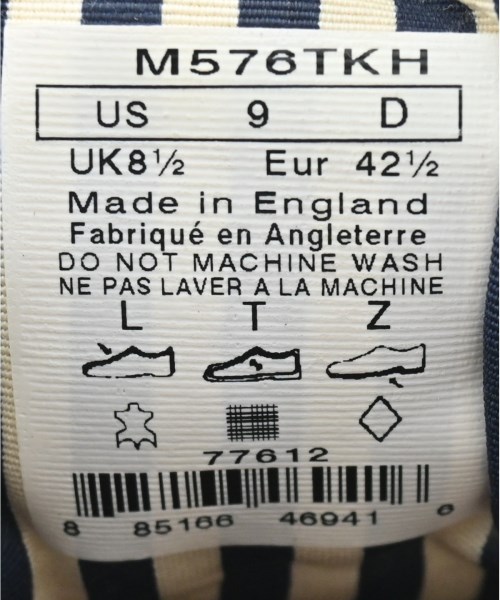 M576TKH
US 9 D
UK8½ Eur 42½
Made in England
Fabriqué en Angleterre
DO NOT MACHINE WASH
NE PAS LAVER A LA MACHINE
L T Z
77612
8 85166 46941 6